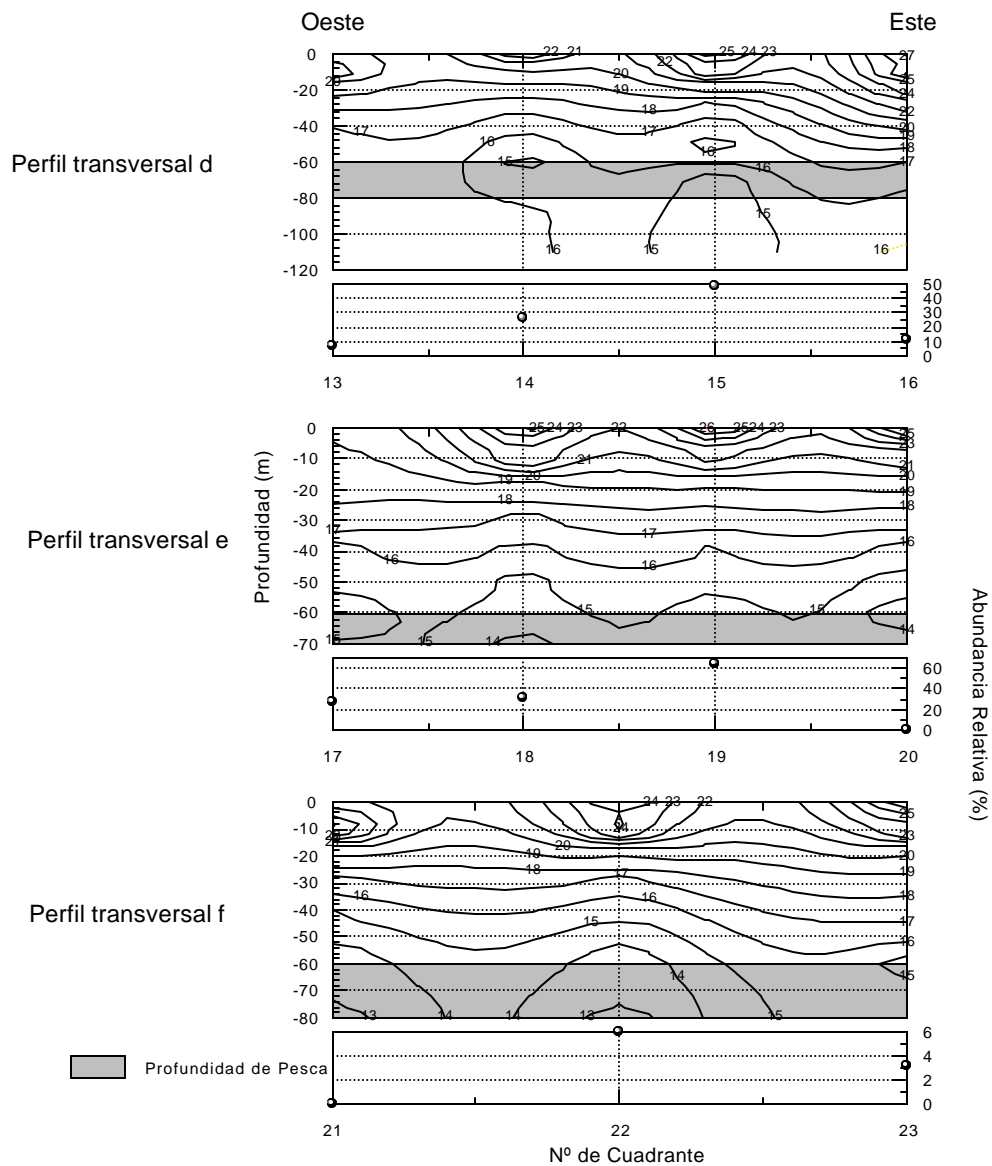 Oeste Este
22 21 25 24 23 27
0
22
20 20 25
-20 19 24
18 22
17 17 20
-40 19
16 16 18
Perfil transversal d
-60 15 16 17
-80
15
-100
16 15 16
-120
50
40
30
20
10
0
13 14 15 16
0 25 24 23 22 26 25 24 23 25
23
-10 21 21
19 20 20
-20 19
18 18
-30
17 17
Perfil transversal e
Profundidad (m)
-40 16 16 16
-50
-60 15 15
14
15 15 14
-70
60
40
20
0
Abundancia Relativa (%)
17 18 19 20
0 24 23 22
25
-10 24 23
20
-20 19 20
18 17 19
-30
16 16 18
-40
Perfil transversal f
15 17
-50
16
-60
14 15
-70
13 14 14 13 15
-80
6
4
2
0
Profundidad de Pesca
21 22 23
Nº de Cuadrante